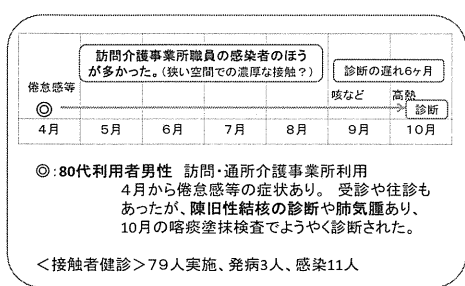 訪問介護事業所職員の感染者のほう
が多かった。(狭い空間での濃厚な接触?)
診断の遅れ6ヶ月
倦怠感等
咳など
高熱
◎
診断
4月 5月 6月 7月 8月 9月 10月
◎:80代利用者男性 訪問・通所介護事業所利用
4月から倦怠感等の症状あり。 受診や往診も
あったが、陳旧性結核の診断や肺気腫あり、
10月の喀痰塗抹検査でようやく診断された。
<接触者健診>79人実施、発病3人、感染11人